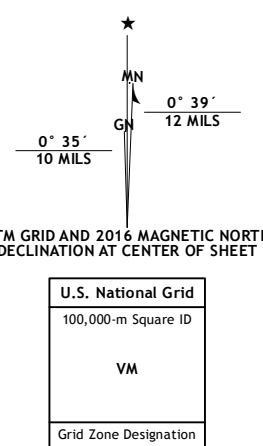 ★
MN
0° 39´
12 MILS
GN
0° 35´
10 MILS
TM GRID AND 2016 MAGNETIC NORTH
DECLINATION AT CENTER OF SHEET
U.S. National Grid
100,000-m Square ID
VM
Grid Zone Designation